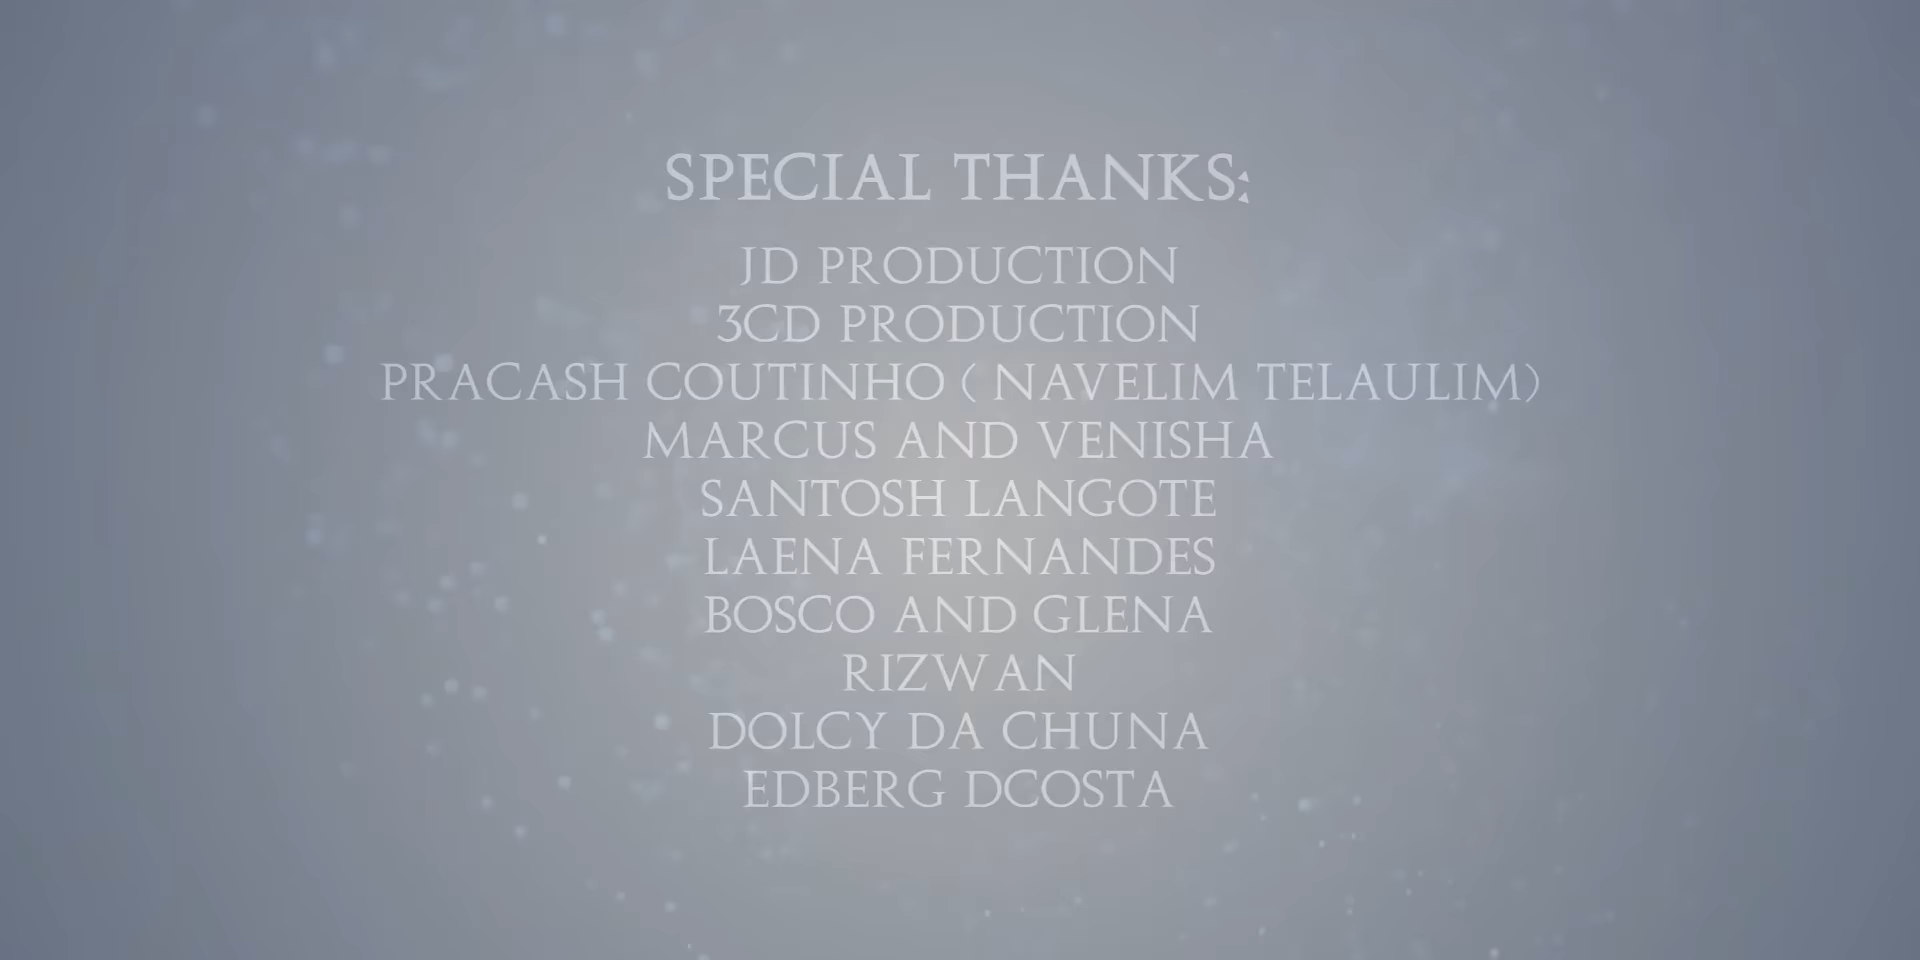 SPECIAL THANKS:
JD PRODUCTION
3CD PRODUCTION
PRACASH COUTINHO ( NAVELIM TELAULIM)
MARCUS AND VENISHA
SANTOSH LANGOTE
LAENA FERNANDES
BOSCO AND GLENA
RIZWAN
DOLCY DA CHUNA
EDBERG DCOSTA